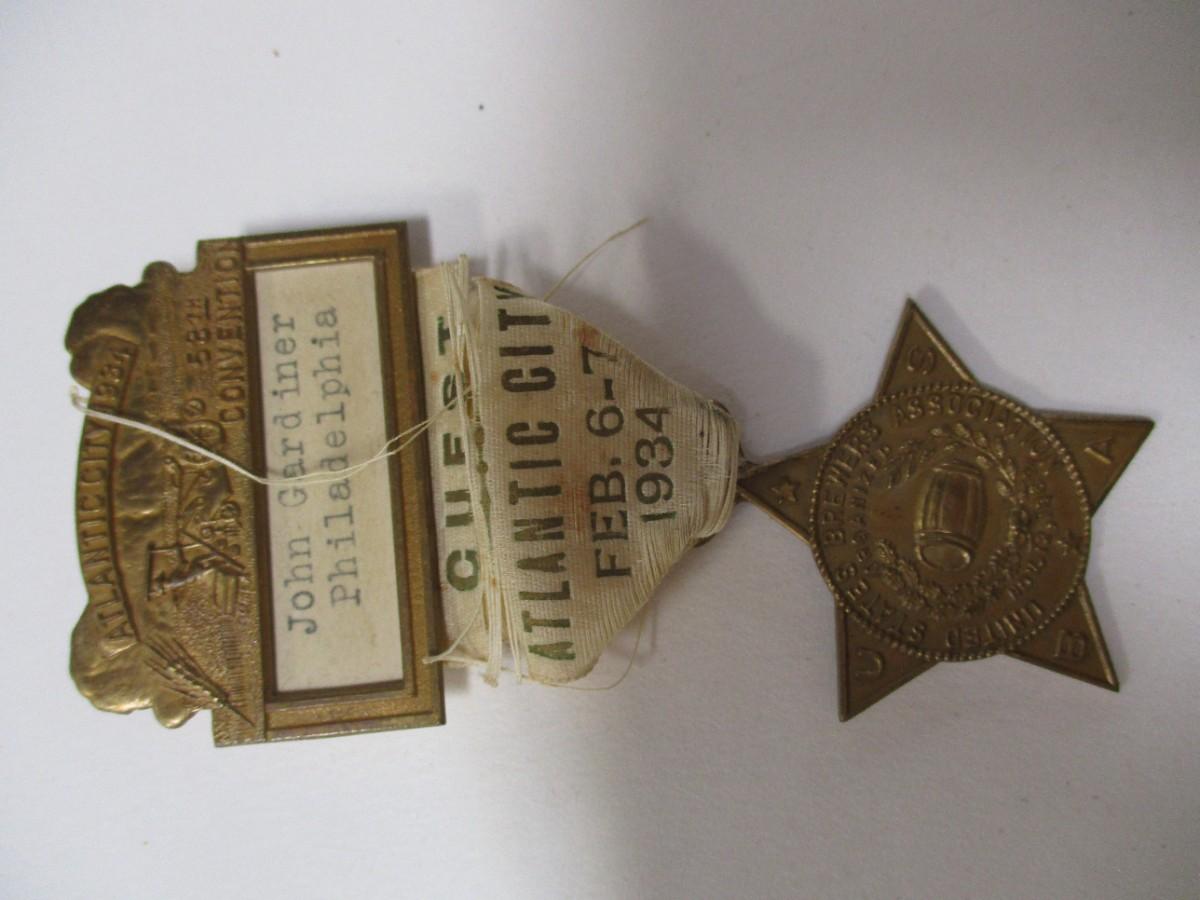 ATLANTIC CITY 1934
58TH
CONVENTION
John Gardiner
Philadelphia
GUEST
ATLANTIC CITY
FEB. 6-7
1934
UNITED STATES BREWERS ASSOCIATION
ORGANIZED
U S A B